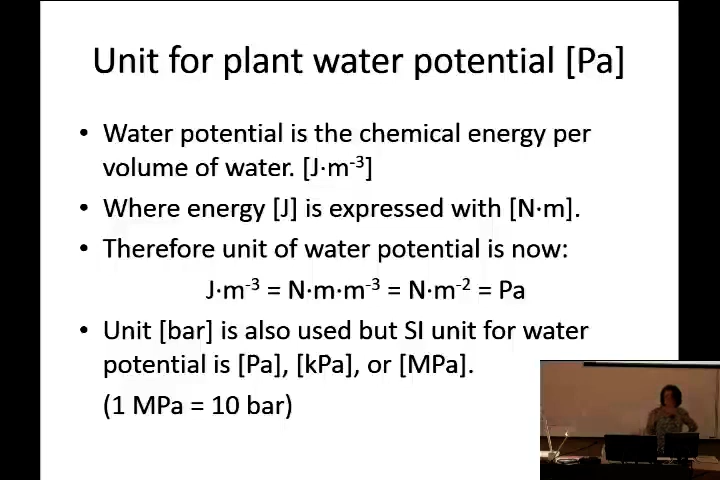 Unit for plant water potential [Pa]
• Water potential is the chemical energy per
volume of water. [J·m⁻³]
• Where energy [J] is expressed with [N·m].
• Therefore unit of water potential is now:
J·m⁻³ = N·m·m⁻³ = N·m⁻² = Pa
• Unit [bar] is also used but SI unit for water
potential is [Pa], [kPa], or [MPa].
(1 MPa = 10 bar)